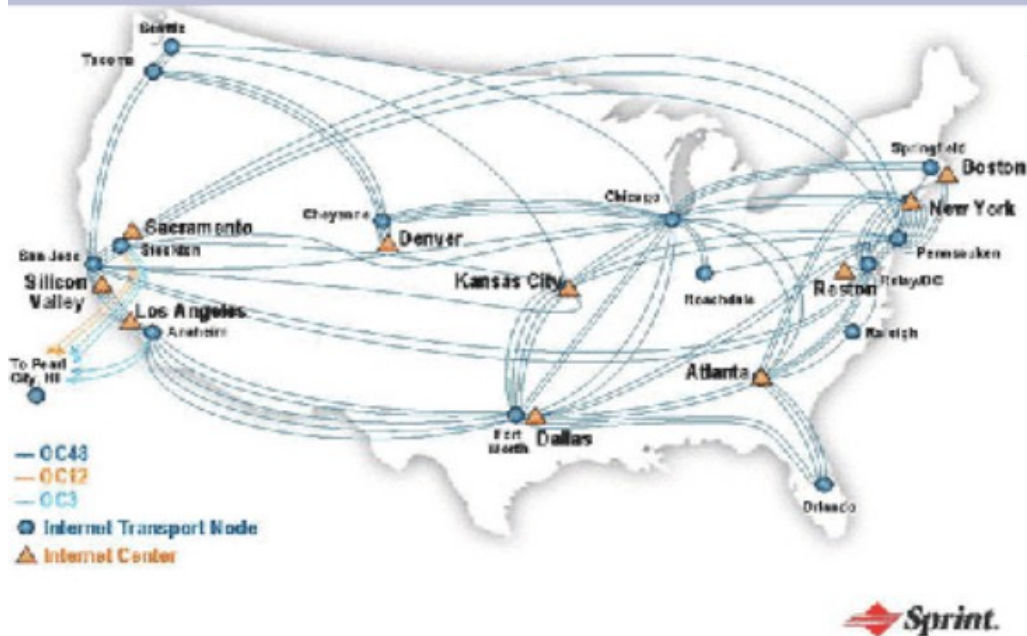 Seattle
Tacoma
Springfield
Boston
Chicago
New York
Cheyenne
Sacramento
Denver
Stockton
Pennsauken
San Jose
Kansas City
Silicon
Valley
Roachdale
Relay/DC
Reston
Los Angeles
Anaheim
Raleigh
To Pearl
City, HI
Atlanta
Fort
Worth
Dallas
Orlando
OC48
OC12
OC3
Internet Transport Node
Internet Center
Sprint.